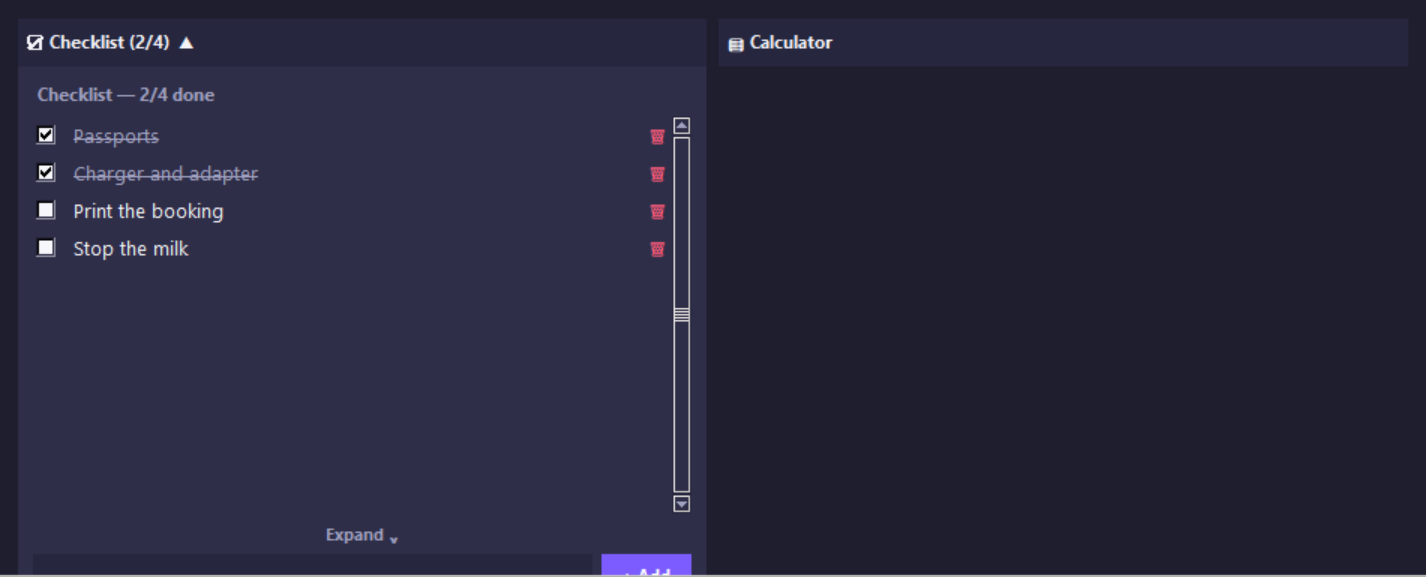 Checklist (2/4) ▲
Calculator
Checklist — 2/4 done
Passports
Charger and adapter
Print the booking
Stop the milk
Expand
+ Add